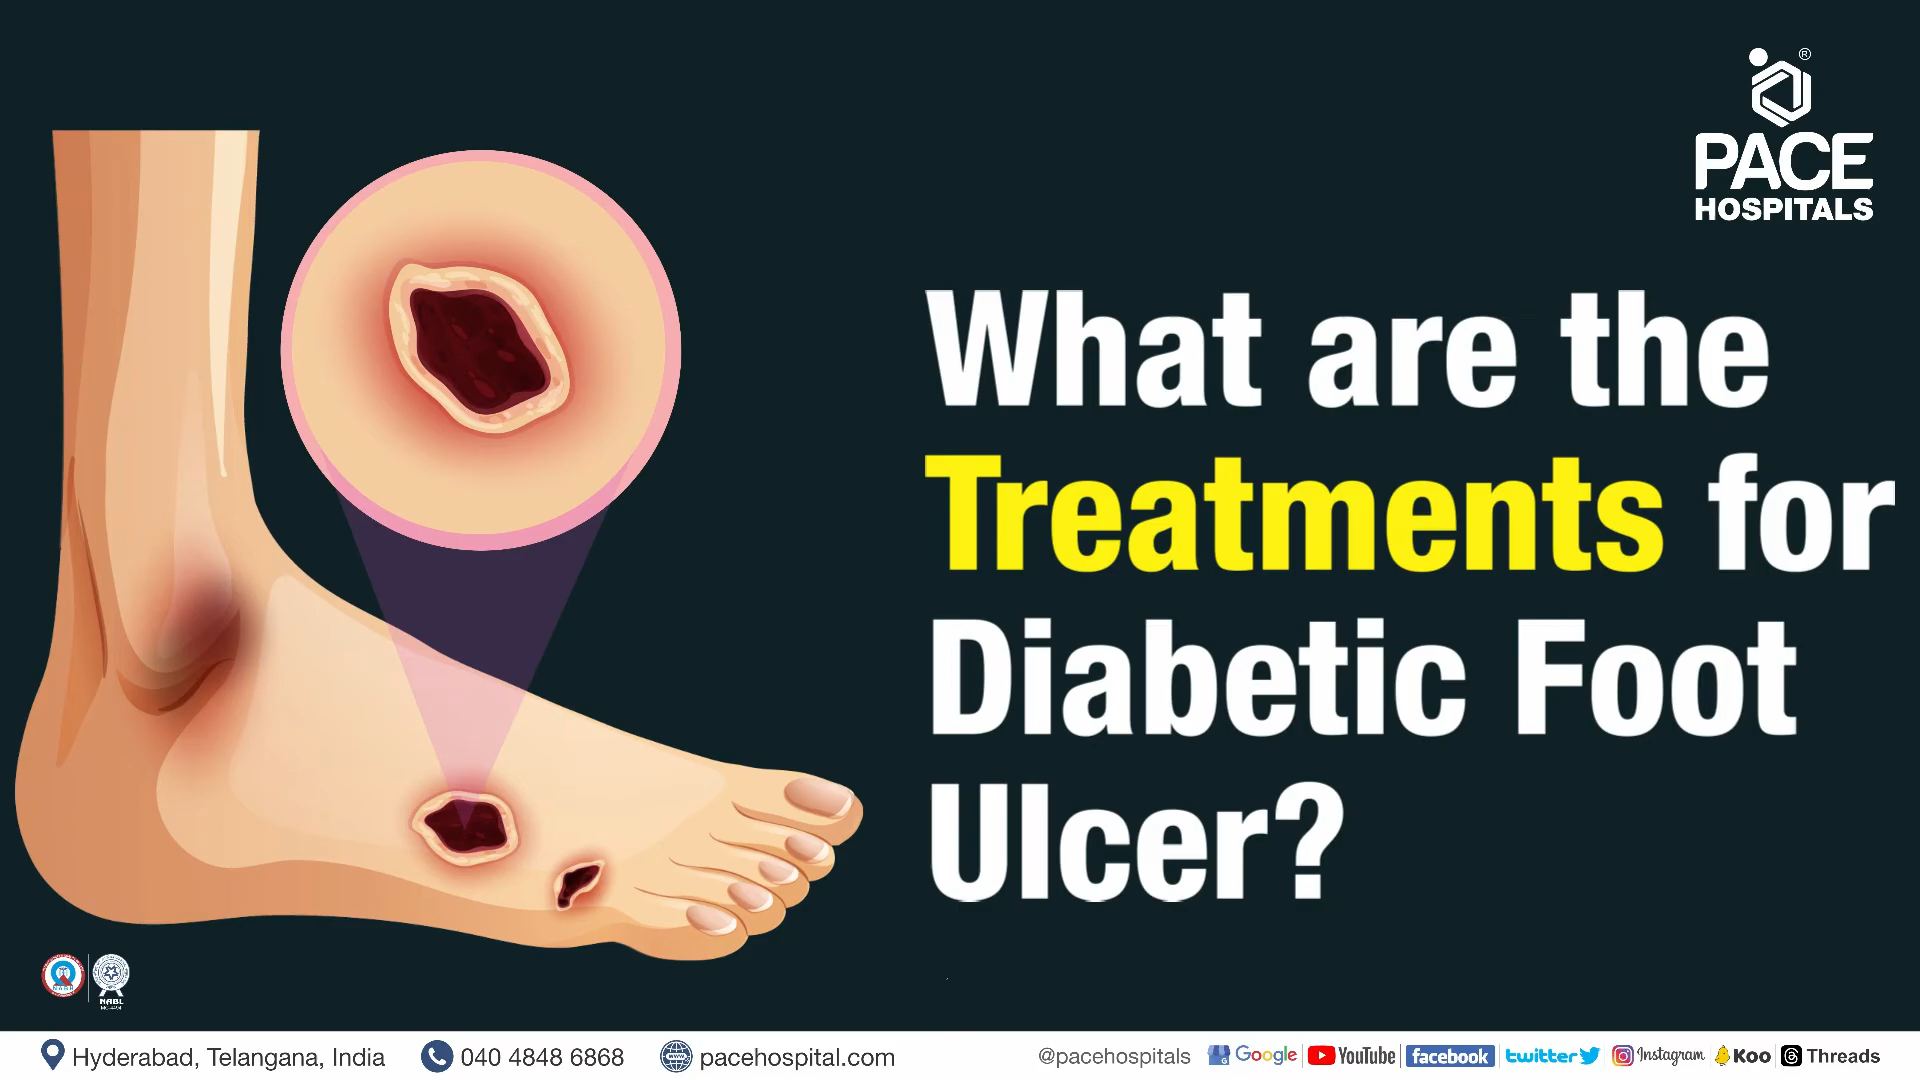 ®
PACE
HOSPITALS
What are the
Treatments for
Diabetic Foot
Ulcer?
NABL
Hyderabad, Telangana, India
040 4848 6868
www
pacehospital.com
@pacehospitals
Google
YouTube
facebook
twitter
Instagram
Koo
Threads